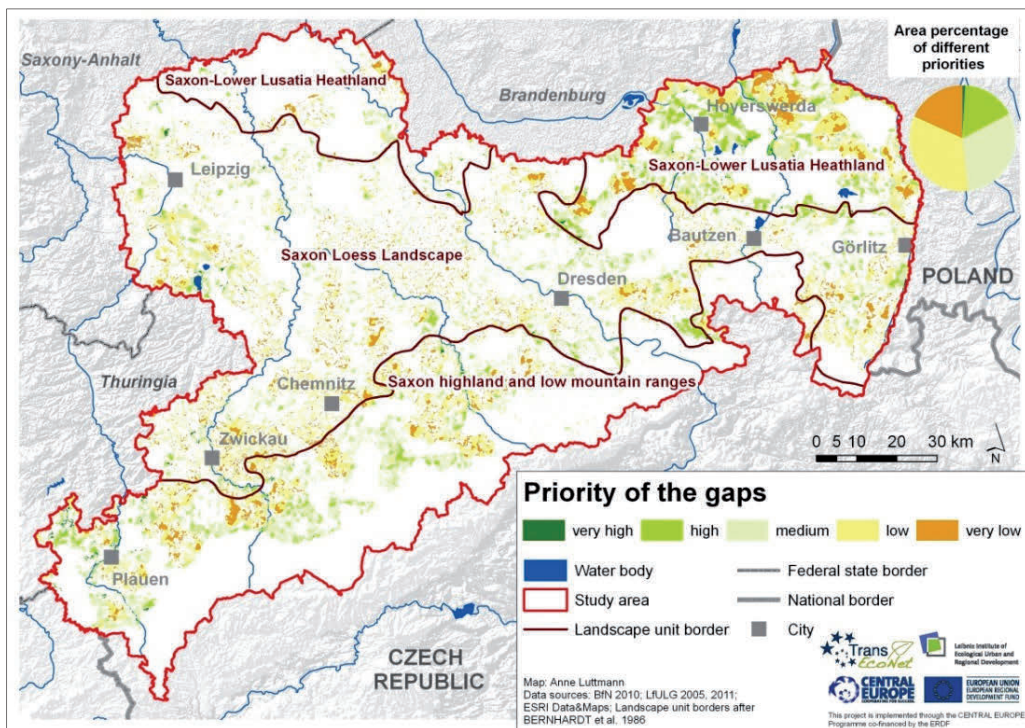 Saxony-Anhalt
Saxon-Lower Lusatia Heathland
Brandenburg
Area percentage
of different
priorities
Hoyerswerda
Leipzig
Saxon-Lower Lusatia Heathland
Bautzen
Görlitz
Saxon Loess Landscape
Dresden
POLAND
Thuringia
Chemnitz
Saxon highland and low mountain ranges
Zwickau
0 5 10 20 30 km
N
Plauen
CZECH
REPUBLIC
Priority of the gaps
very high high medium low very low
Water body Federal state border
Study area National border
Landscape unit border City
Map: Anne Luttmann
Data sources: BfN 2010; LfULG 2005, 2011;
ESRI Data&Maps; Landscape unit borders after
BERNHARDT et al. 1986
Trans
EcoNet
Leibniz Institute of
Ecological Urban and
Regional Development
CENTRAL
EUROPE
COOPERATING FOR SUCCESS
EUROPEAN UNION
EUROPEAN REGIONAL
DEVELOPMENT FUND
This project is implemented through the CENTRAL EUROPE
Programme co-financed by the ERDF